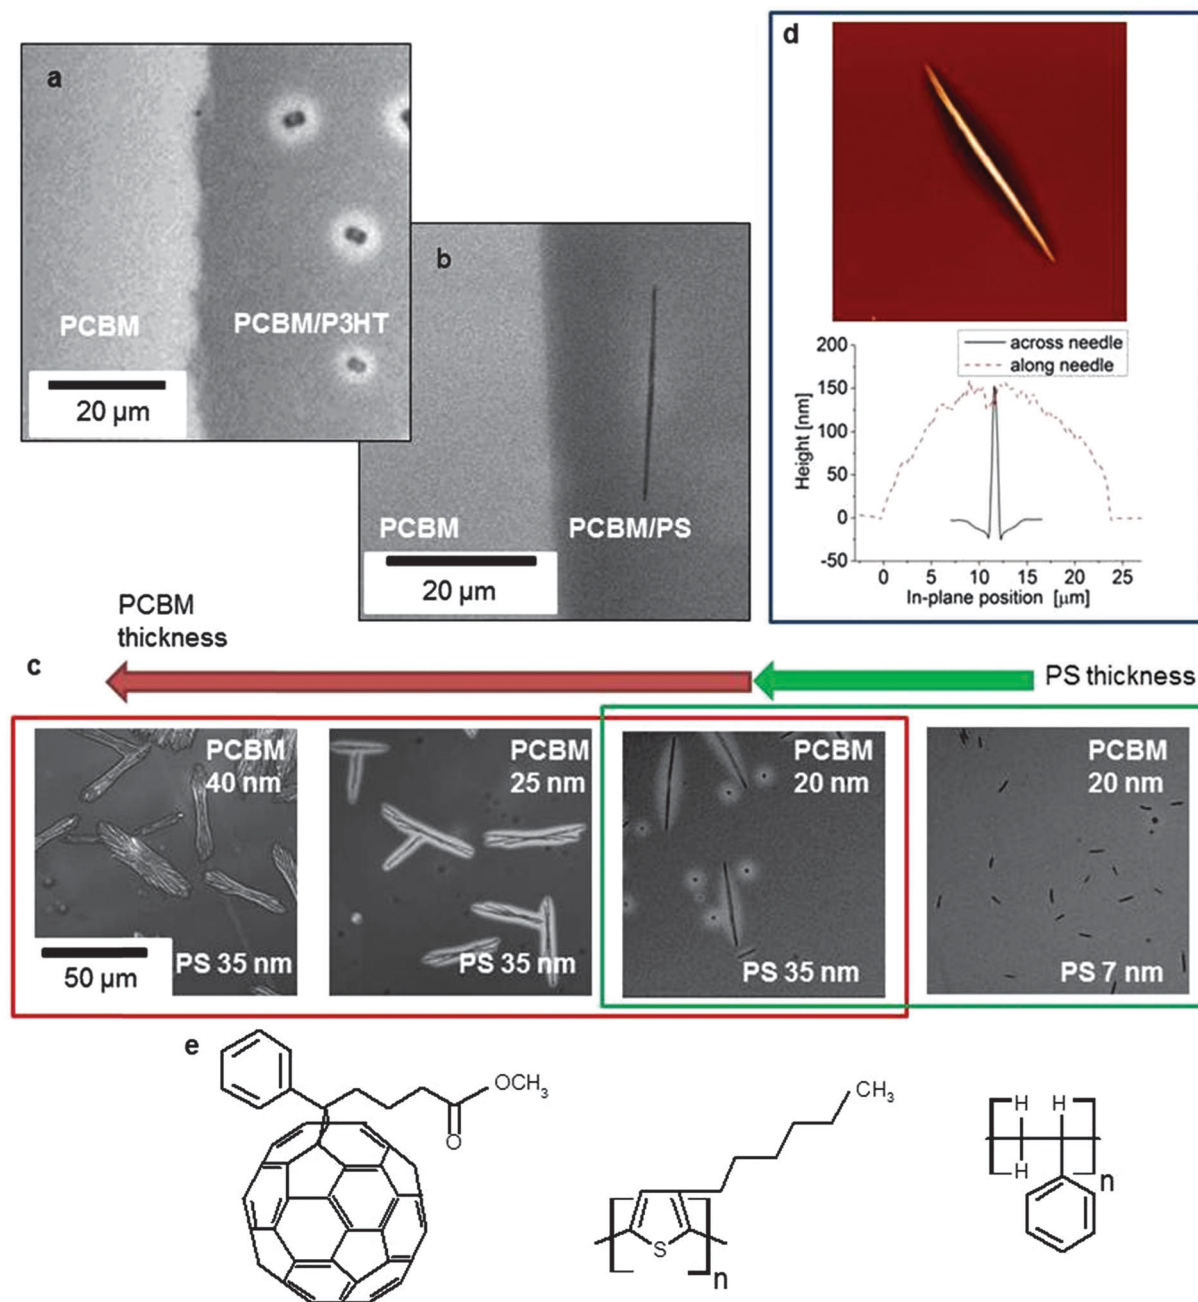 a
PCBM
PCBM/P3HT
20 µm
b
PCBM
PCBM/PS
20 µm
d
across needle
along needle
200
150
100
50
0
-50
Height [nm]
0 5 10 15 20 25
In-plane position [µm]
PCBM
thickness
c
PS thickness
PCBM
40 nm
PS 35 nm
50 µm
PCBM
25 nm
PS 35 nm
PCBM
20 nm
PS 35 nm
PCBM
20 nm
PS 7 nm
e
OCH3
O
CH3
S
n
H H
H
n